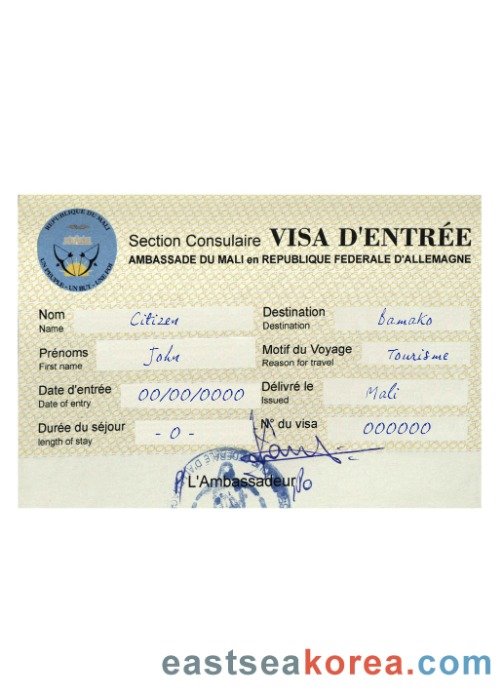 REPUBLIQUE DU MALI
UN PEUPLE - UN BUT - UNE FOI
Section Consulaire VISA D'ENTRÉE
AMBASSADE DU MALI en REPUBLIQUE FEDERALE D'ALLEMAGNE
Nom Citizen Destination Bamako
Name Destination
Prénoms John Motif du Voyage Tourisme
First name Reason for travel
Date d'entrée 00/00/0000 Délivré le Mali
Date of entry Issued
Durée du séjour - 0 - N° du visa 000000
length of stay
L'Ambassadeur
eastseakorea.com